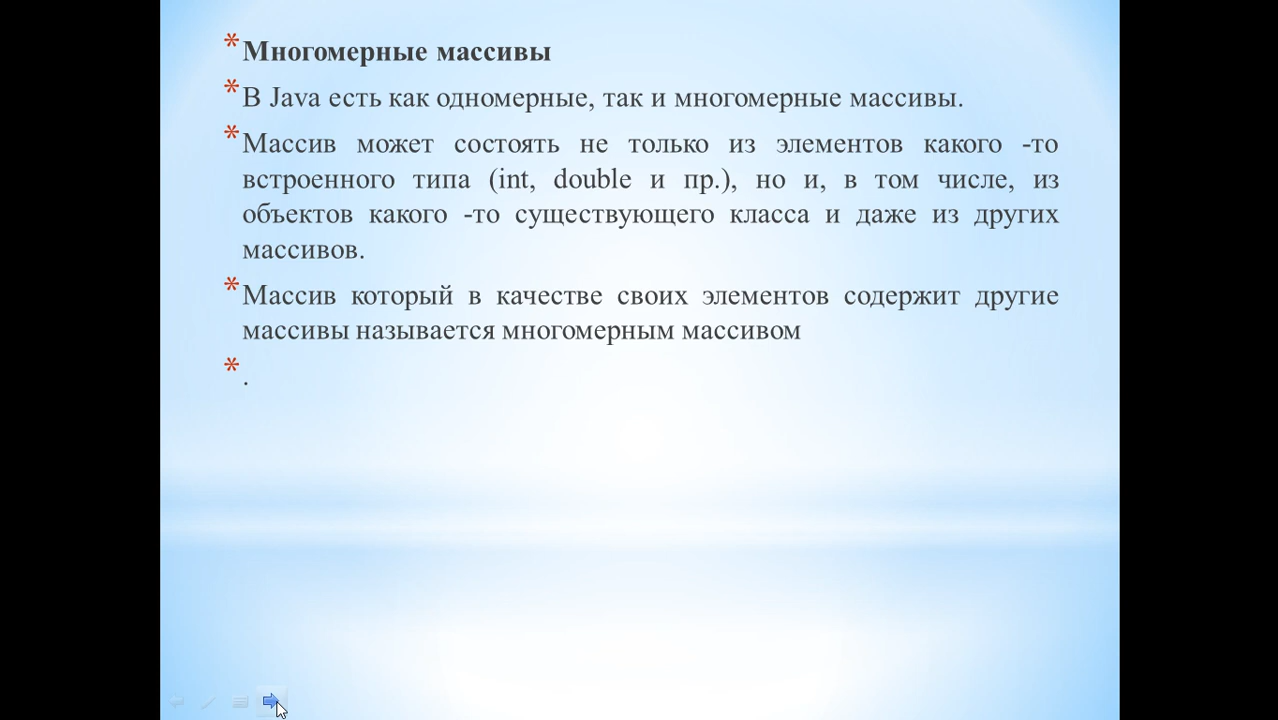 * Многомерные массивы
* В Java есть как одномерные, так и многомерные массивы.
* Массив может состоять не только из элементов какого -то
встроенного типа (int, double и пр.), но и, в том числе, из
объектов какого -то существующего класса и даже из других
массивов.
* Массив который в качестве своих элементов содержит другие
массивы называется многомерным массивом
* .